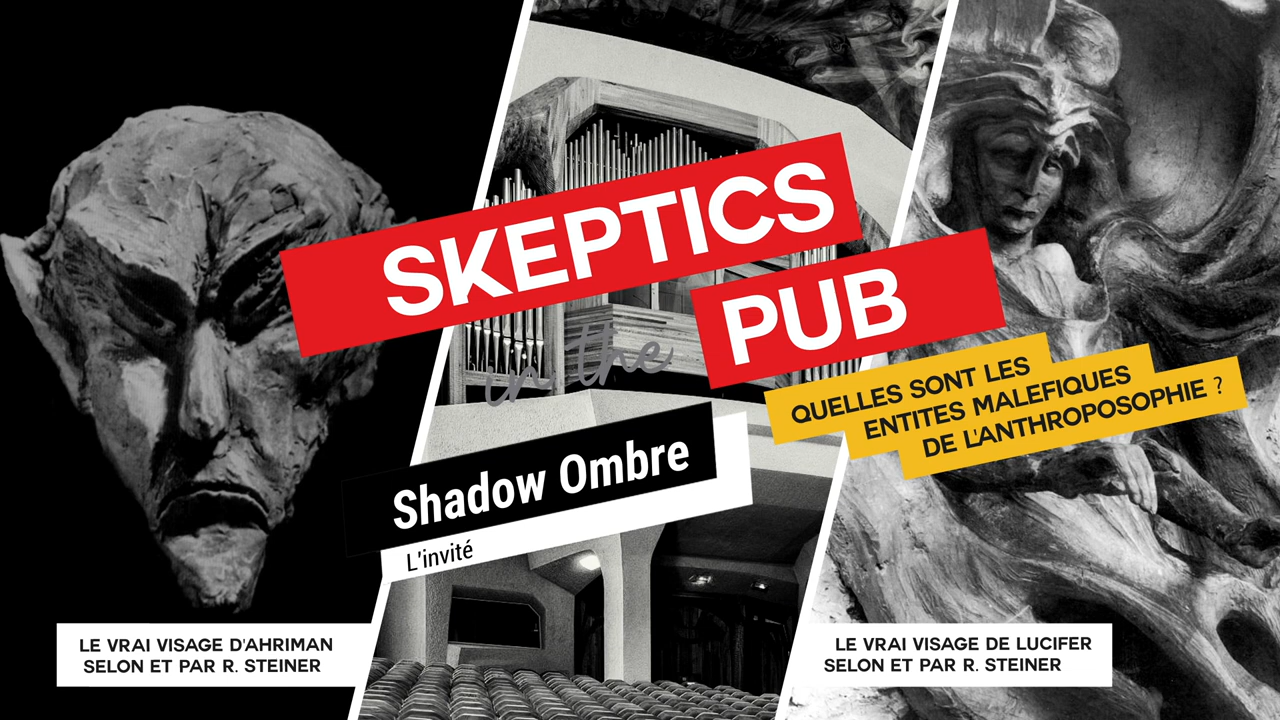 SKEPTICS
in the
PUB
QUELLES SONT LES
ENTITES MALEFIQUES
DE L'ANTHROPOSOPHIE ?
Shadow Ombre
L'invité
LE VRAI VISAGE D'AHRIMAN
SELON ET PAR R. STEINER
LE VRAI VISAGE DE LUCIFER
SELON ET PAR R. STEINER